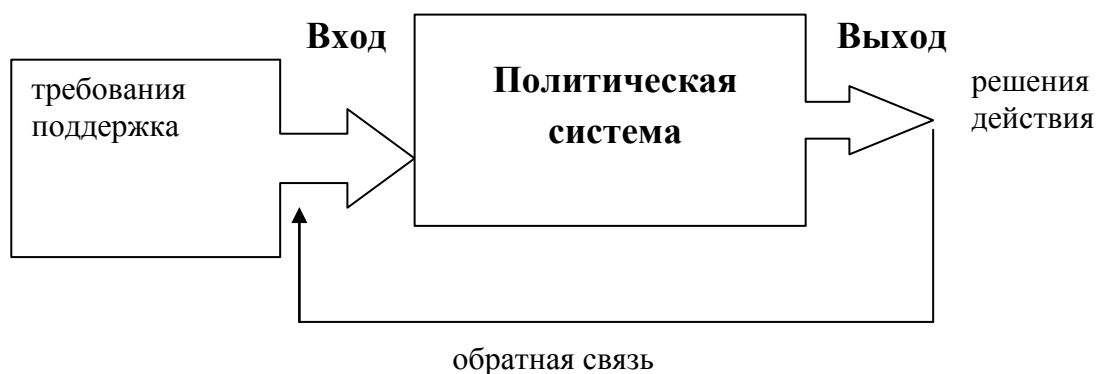 Вход
Выход
требования
поддержка
Политическая
система
решения
действия
обратная связь